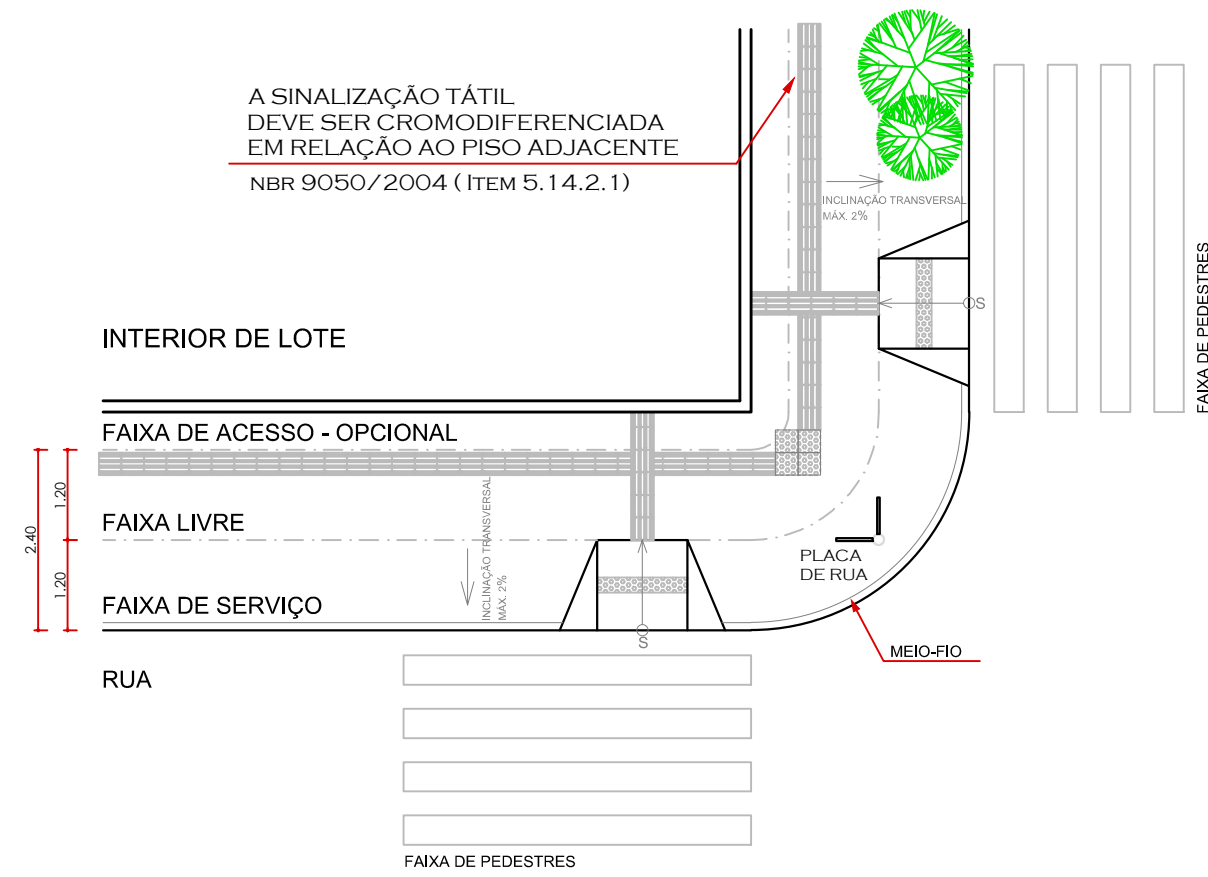 A SINALIZAÇÃO TÁTIL
DEVE SER CROMODIFERENCIADA
EM RELAÇÃO AO PISO ADJACENTE
NBR 9050/2004 ( ITEM 5.14.2.1)
INCLINAÇÃO TRANSVERSAL
MÁX. 2%
S
FAIXA DE PEDESTRES
INTERIOR DE LOTE
FAIXA DE ACESSO - OPCIONAL
2.40
1.20
FAIXA LIVRE
1.20
FAIXA DE SERVIÇO
INCLINAÇÃO TRANSVERSAL
MÁX. 2%
S
PLACA
DE RUA
MEIO-FIO
RUA
FAIXA DE PEDESTRES